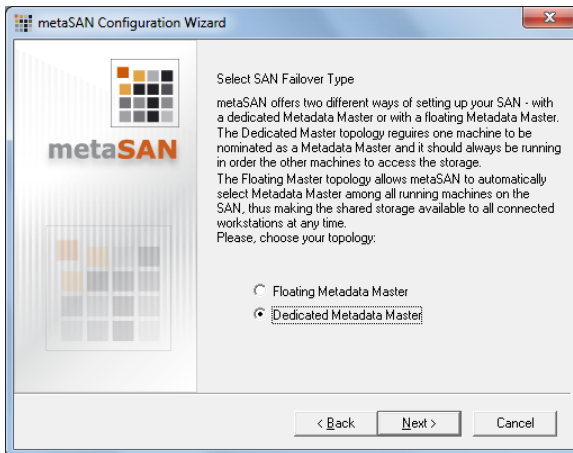 metaSAN Configuration Wizard
metaSAN
Select SAN Failover Type
metaSAN offers two different ways of setting up your SAN - with
a dedicated Metadata Master or with a floating Metadata Master.
The Dedicated Master topology reguires one machine to be
nominated as a Metadata Master and it should always be running
in order the other machines to access the storage.
The Floating Master topology allows metaSAN to automatically
select Metadata Master among all running machines on the
SAN, thus making the shared storage available to all connected
workstations at any time.
Please, choose your topology:
Floating Metadata Master
Dedicated Metadata Master
< Back
Next >
Cancel